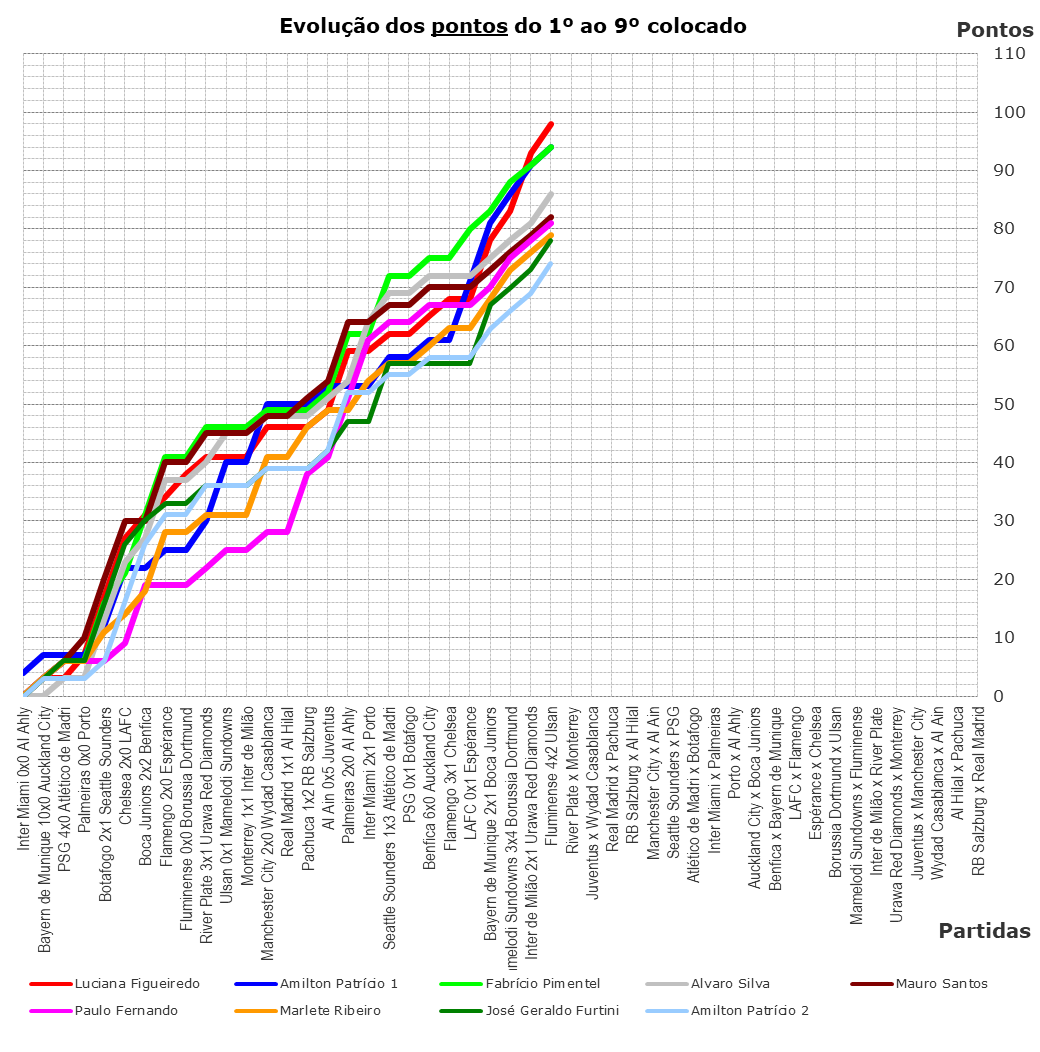 Evolução dos pontos do 1º ao 9º colocado
Pontos
110
100
90
80
70
60
50
40
30
20
10
0
Inter Miami 0x0 Al Ahly
Bayern de Munique 10x0 Auckland City
PSG 4x0 Atlético de Madri
Palmeiras 0x0 Porto
Botafogo 2x1 Seattle Sounders
Chelsea 2x0 LAFC
Boca Juniors 2x2 Benfica
Flamengo 2x0 Espérance
Fluminense 0x0 Borussia Dortmund
River Plate 3x1 Urawa Red Diamonds
Ulsan 0x1 Mamelodi Sundowns
Monterrey 1x1 Inter de Milão
Manchester City 2x0 Wydad Casablanca
Real Madrid 1x1 Al Hilal
Pachuca 1x2 RB Salzburg
Al Ain 0x5 Juventus
Palmeiras 2x0 Al Ahly
Inter Miami 2x1 Porto
Seattle Sounders 1x3 Atlético de Madri
PSG 0x1 Botafogo
Benfica 6x0 Auckland City
Flamengo 3x1 Chelsea
LAFC 0x1 Espérance
Bayern de Munique 2x1 Boca Juniors
melodi Sundowns 3x4 Borussia Dortmund
Inter de Milão 2x1 Urawa Red Diamonds
Fluminense 4x2 Ulsan
River Plate x Monterrey
Juventus x Wydad Casablanca
Real Madrid x Pachuca
RB Salzburg x Al Hilal
Manchester City x Al Ain
Seattle Sounders x PSG
Atlético de Madri x Botafogo
Inter Miami x Palmeiras
Porto x Al Ahly
Auckland City x Boca Juniors
Benfica x Bayern de Munique
LAFC x Flamengo
Espérance x Chelsea
Borussia Dortmund x Ulsan
Mamelodi Sundowns x Fluminense
Inter de Milão x River Plate
Urawa Red Diamonds x Monterrey
Juventus x Manchester City
Wydad Casablanca x Al Ain
Al Hilal x Pachuca
RB Salzburg x Real Madrid
Partidas
Luciana Figueiredo Amilton Patrício 1 Fabrício Pimentel Alvaro Silva Mauro Santos
Paulo Fernando Marlete Ribeiro José Geraldo Furtini Amilton Patrício 2